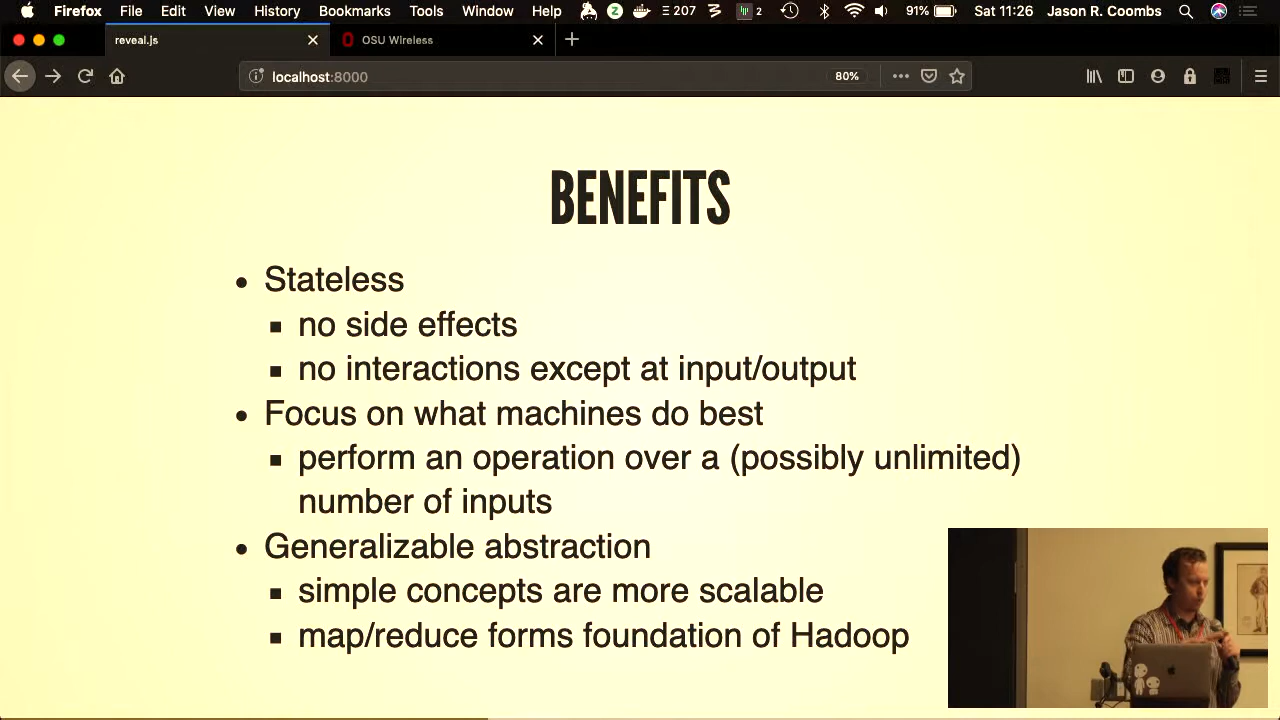 Firefox File Edit View History Bookmarks Tools Window Help 207 2 91% Sat 11:26 Jason R. Coombs
reveal.js OSU Wireless
localhost:8000 80%
BENEFITS
• Stateless
▪ no side effects
▪ no interactions except at input/output
• Focus on what machines do best
▪ perform an operation over a (possibly unlimited)
number of inputs
• Generalizable abstraction
▪ simple concepts are more scalable
▪ map/reduce forms foundation of Hadoop